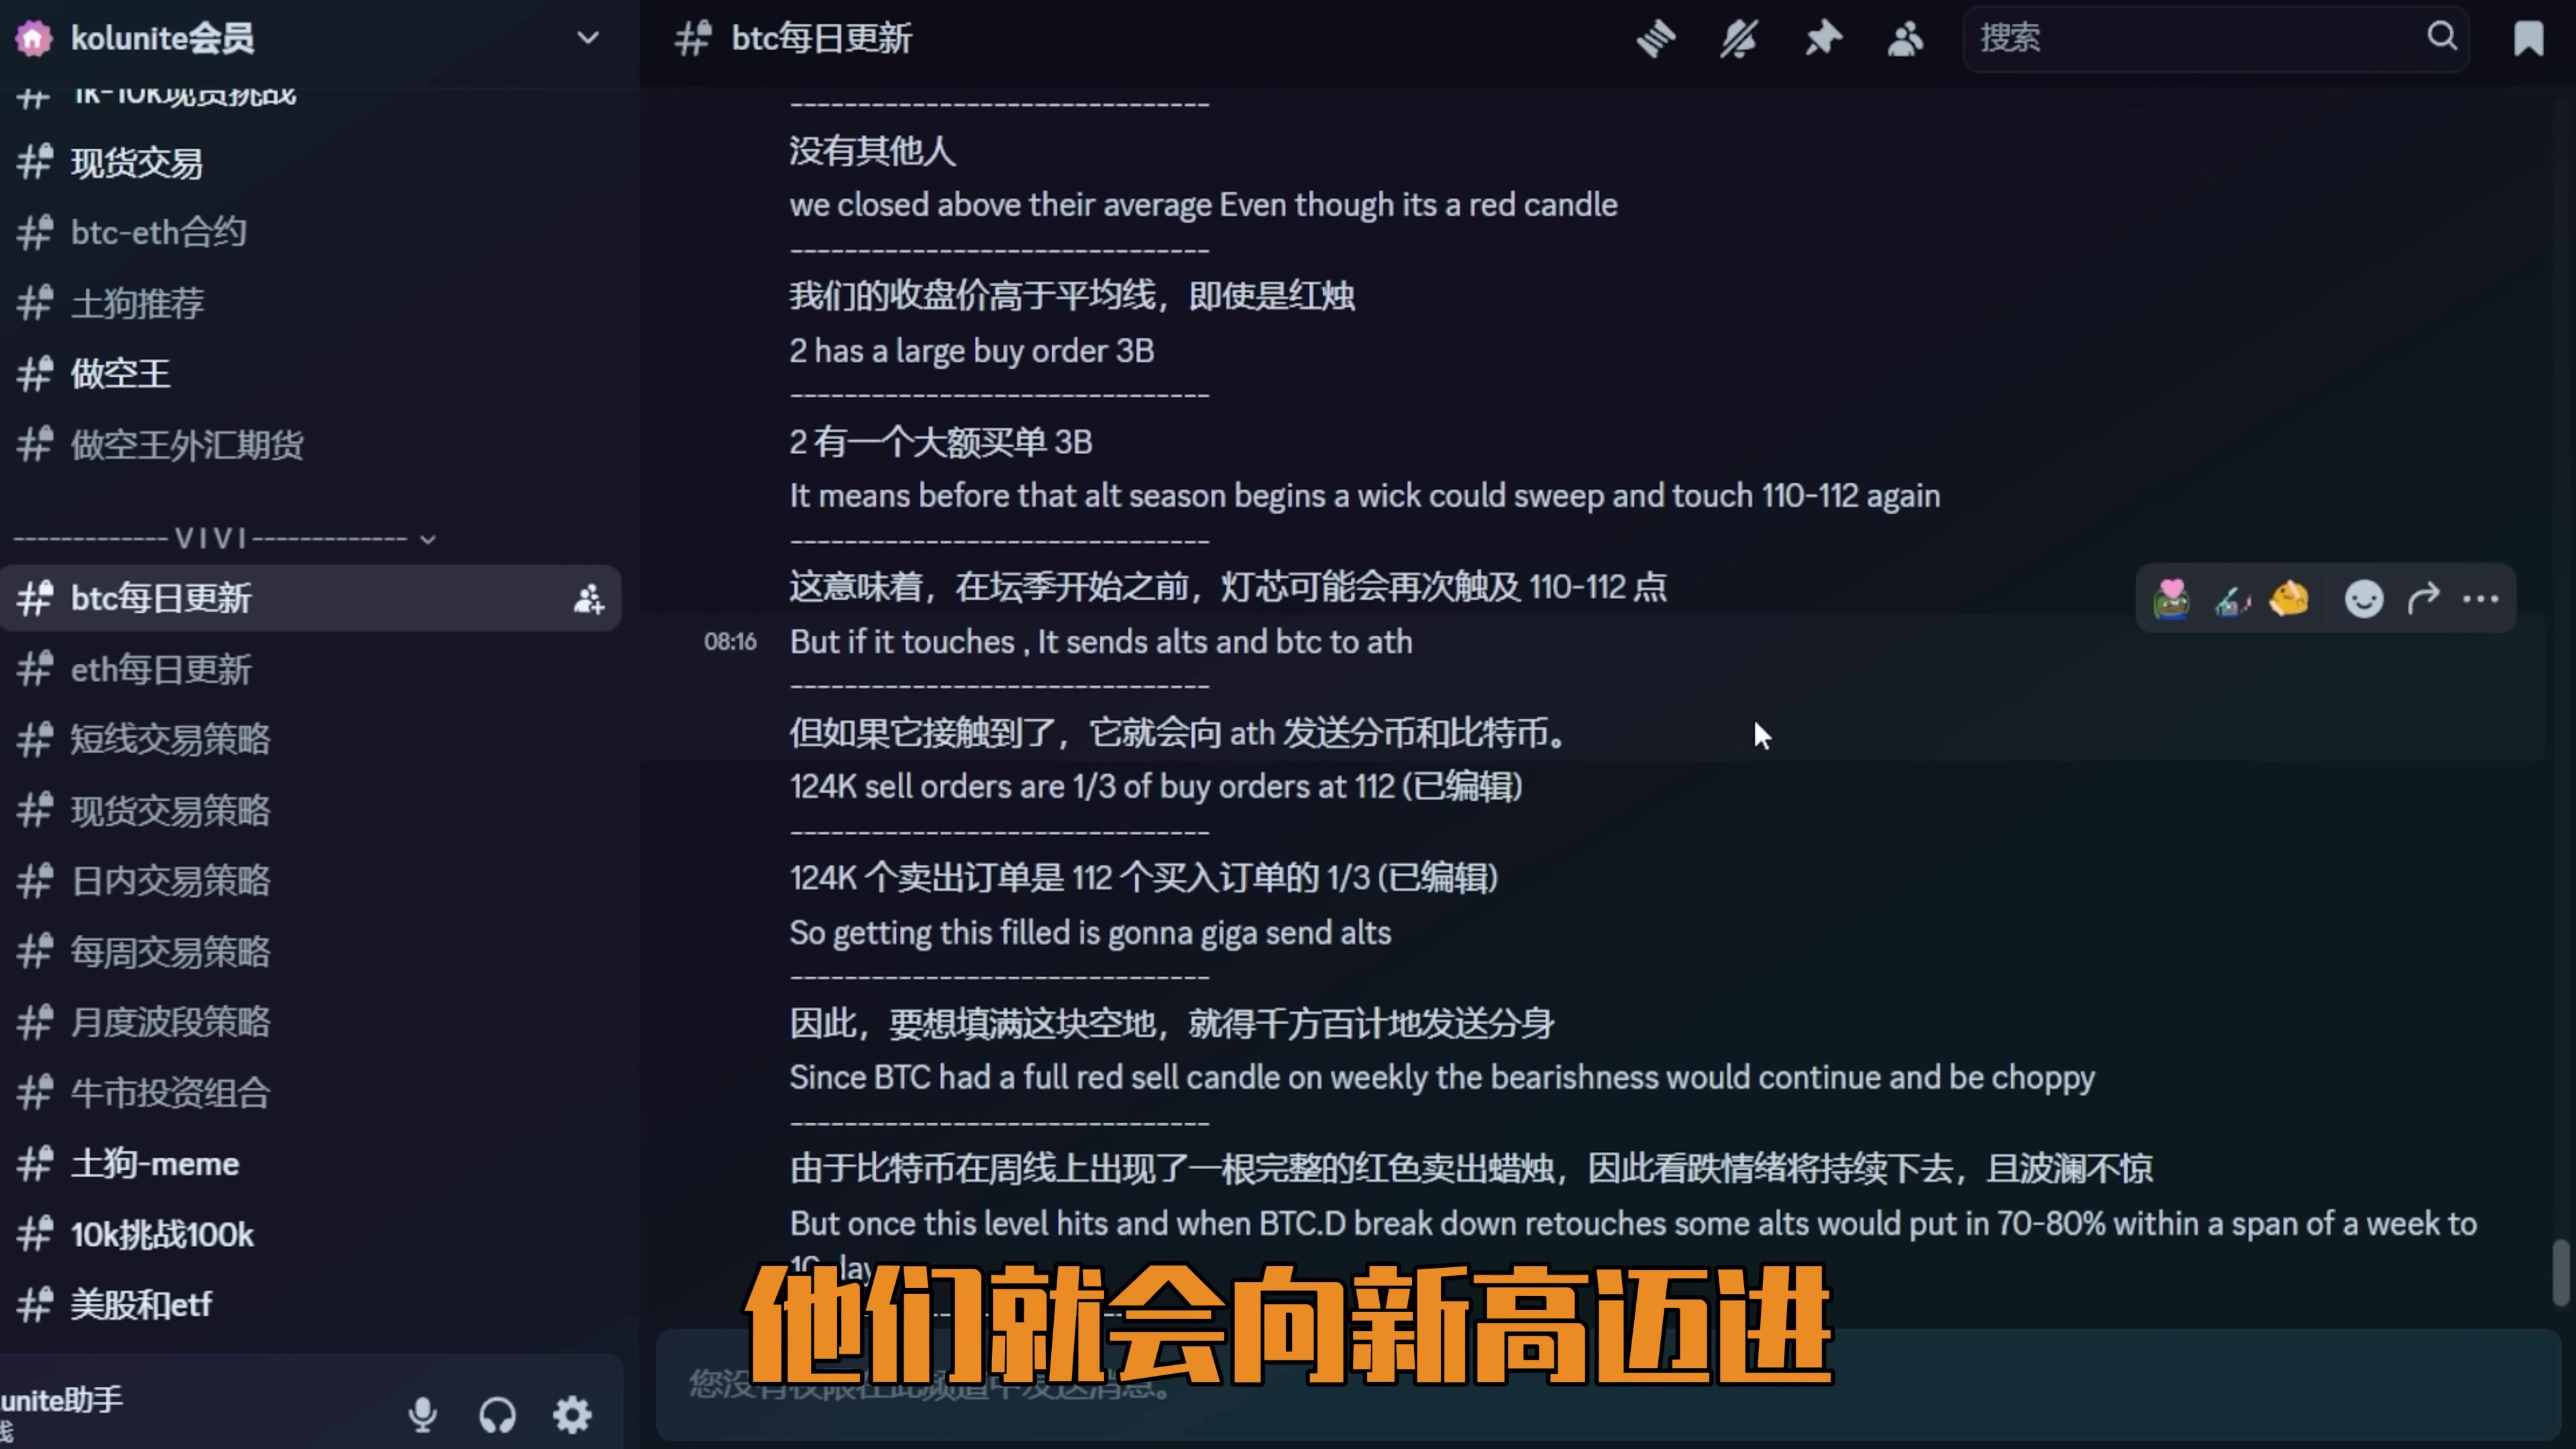 kolunite会员
1k-10k现货挑战
现货交易
btc-eth合约
土狗推荐
做空王
做空王外汇期货
------------- V I V I -------------
btc每日更新
eth每日更新
短线交易策略
现货交易策略
日内交易策略
每周交易策略
月度波段策略
牛市投资组合
土狗-meme
10k挑战100k
美股和etf
unite助手
btc每日更新
搜索
-------------------------------
没有其他人
we closed above their average Even though its a red candle
-------------------------------
我们的收盘价高于平均线，即使是红烛
2 has a large buy order 3B
-------------------------------
2 有一个大额买单 3B
It means before that alt season begins a wick could sweep and touch 110-112 again
-------------------------------
这意味着，在坛季开始之前，灯芯可能会再次触及 110-112 点
08:16 But if it touches , It sends alts and btc to ath
-------------------------------
但如果它接触到了，它就会向 ath 发送分币和比特币。
124K sell orders are 1/3 of buy orders at 112 (已编辑)
-------------------------------
124K 个卖出订单是 112 个买入订单的 1/3 (已编辑)
So getting this filled is gonna giga send alts
-------------------------------
因此，要想填满这块空地，就得千方百计地发送分身
Since BTC had a full red sell candle on weekly the bearishness would continue and be choppy
-------------------------------
由于比特币在周线上出现了一根完整的红色卖出蜡烛，因此看跌情绪将持续下去，且波澜不惊
But once this level hits and when BTC.D break down retouches some alts would put in 70-80% within a span of a week to
10
他们就会向新高迈进
您没有权限在此频道中发送消息。